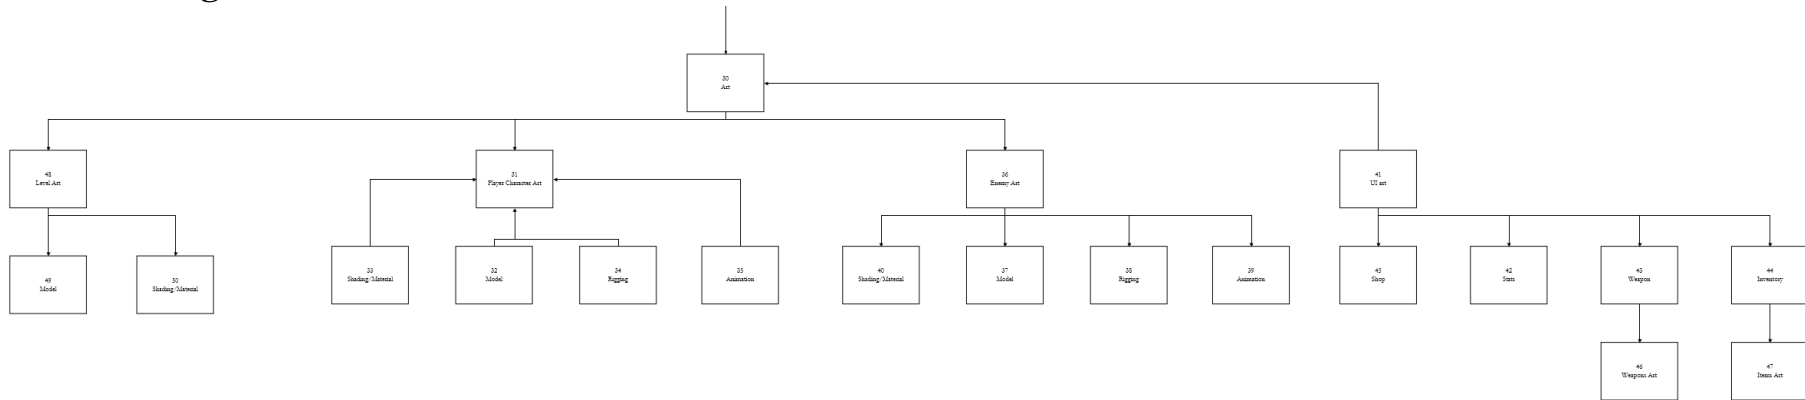 30
Art
48
Level Art
31
Player Character Art
36
Enemy Art
41
UI art
33
Shading/Material
32
Model
34
Rigging
35
Animation
40
Shading/Material
37
Model
38
Rigging
39
Animation
43
Shop
42
Stats
43
Weapon
44
Inventory
49
Model
50
Shading/Material
46
Weapons Art
47
Items Art